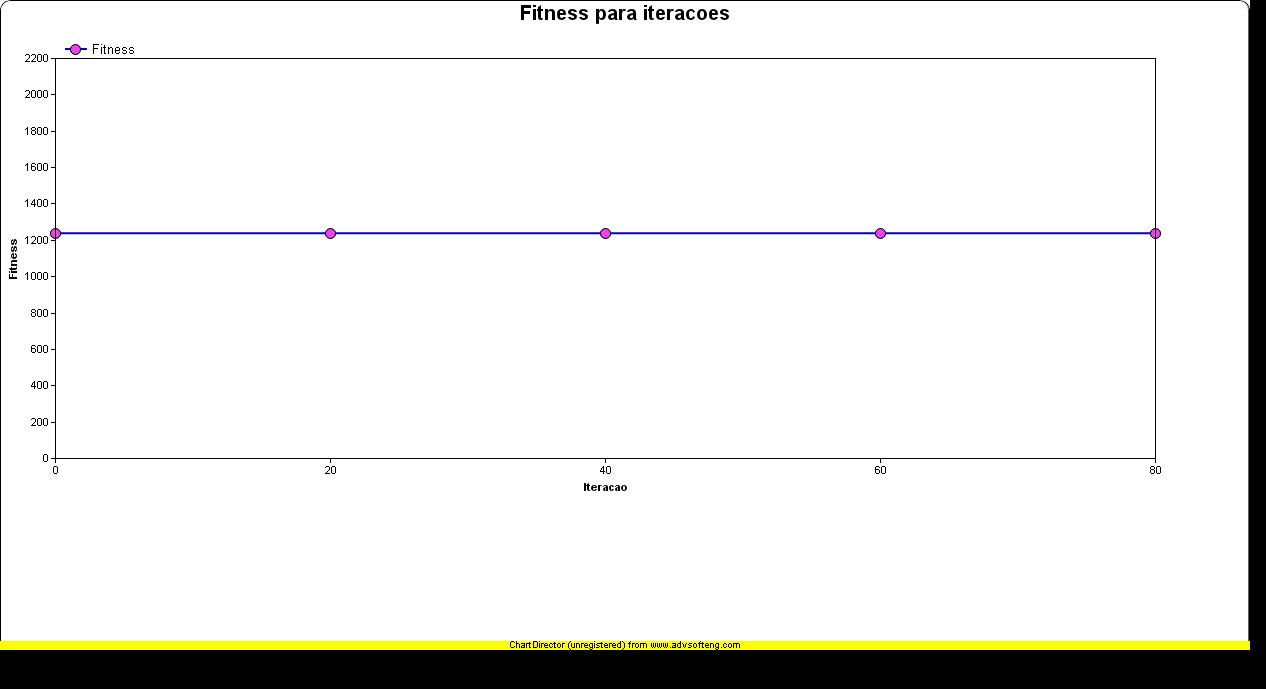 Fitness para iteracoes
Fitness
2200
2000
1800
1600
1400
1200
1000
800
600
400
200
0
Fitness
0 20 40 60 80
Iteracao
ChartDirector (unregistered) from www.advsofteng.com